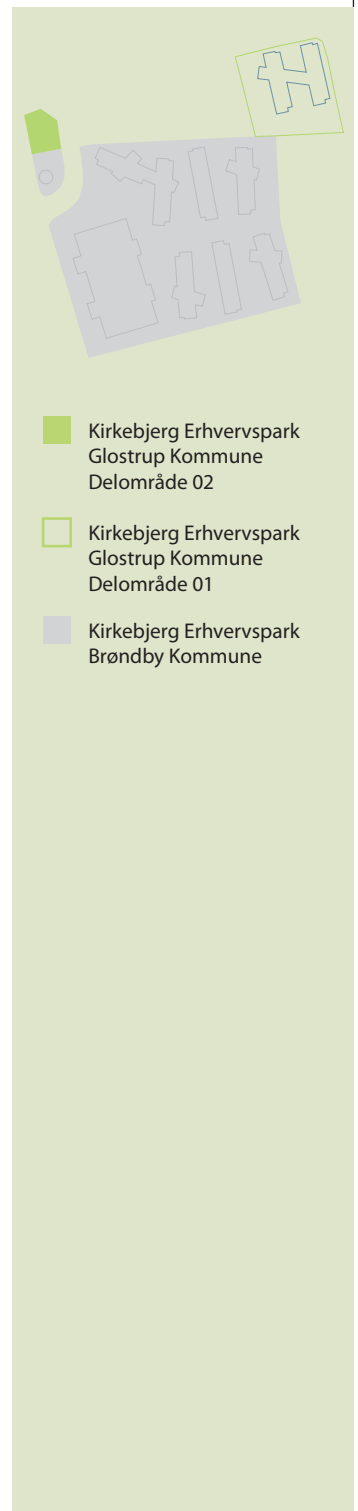 Kirkebjerg Erhvervspark
Glostrup Kommune
Delområde 02
Kirkebjerg Erhvervspark
Glostrup Kommune
Delområde 01
Kirkebjerg Erhvervspark
Brøndby Kommune